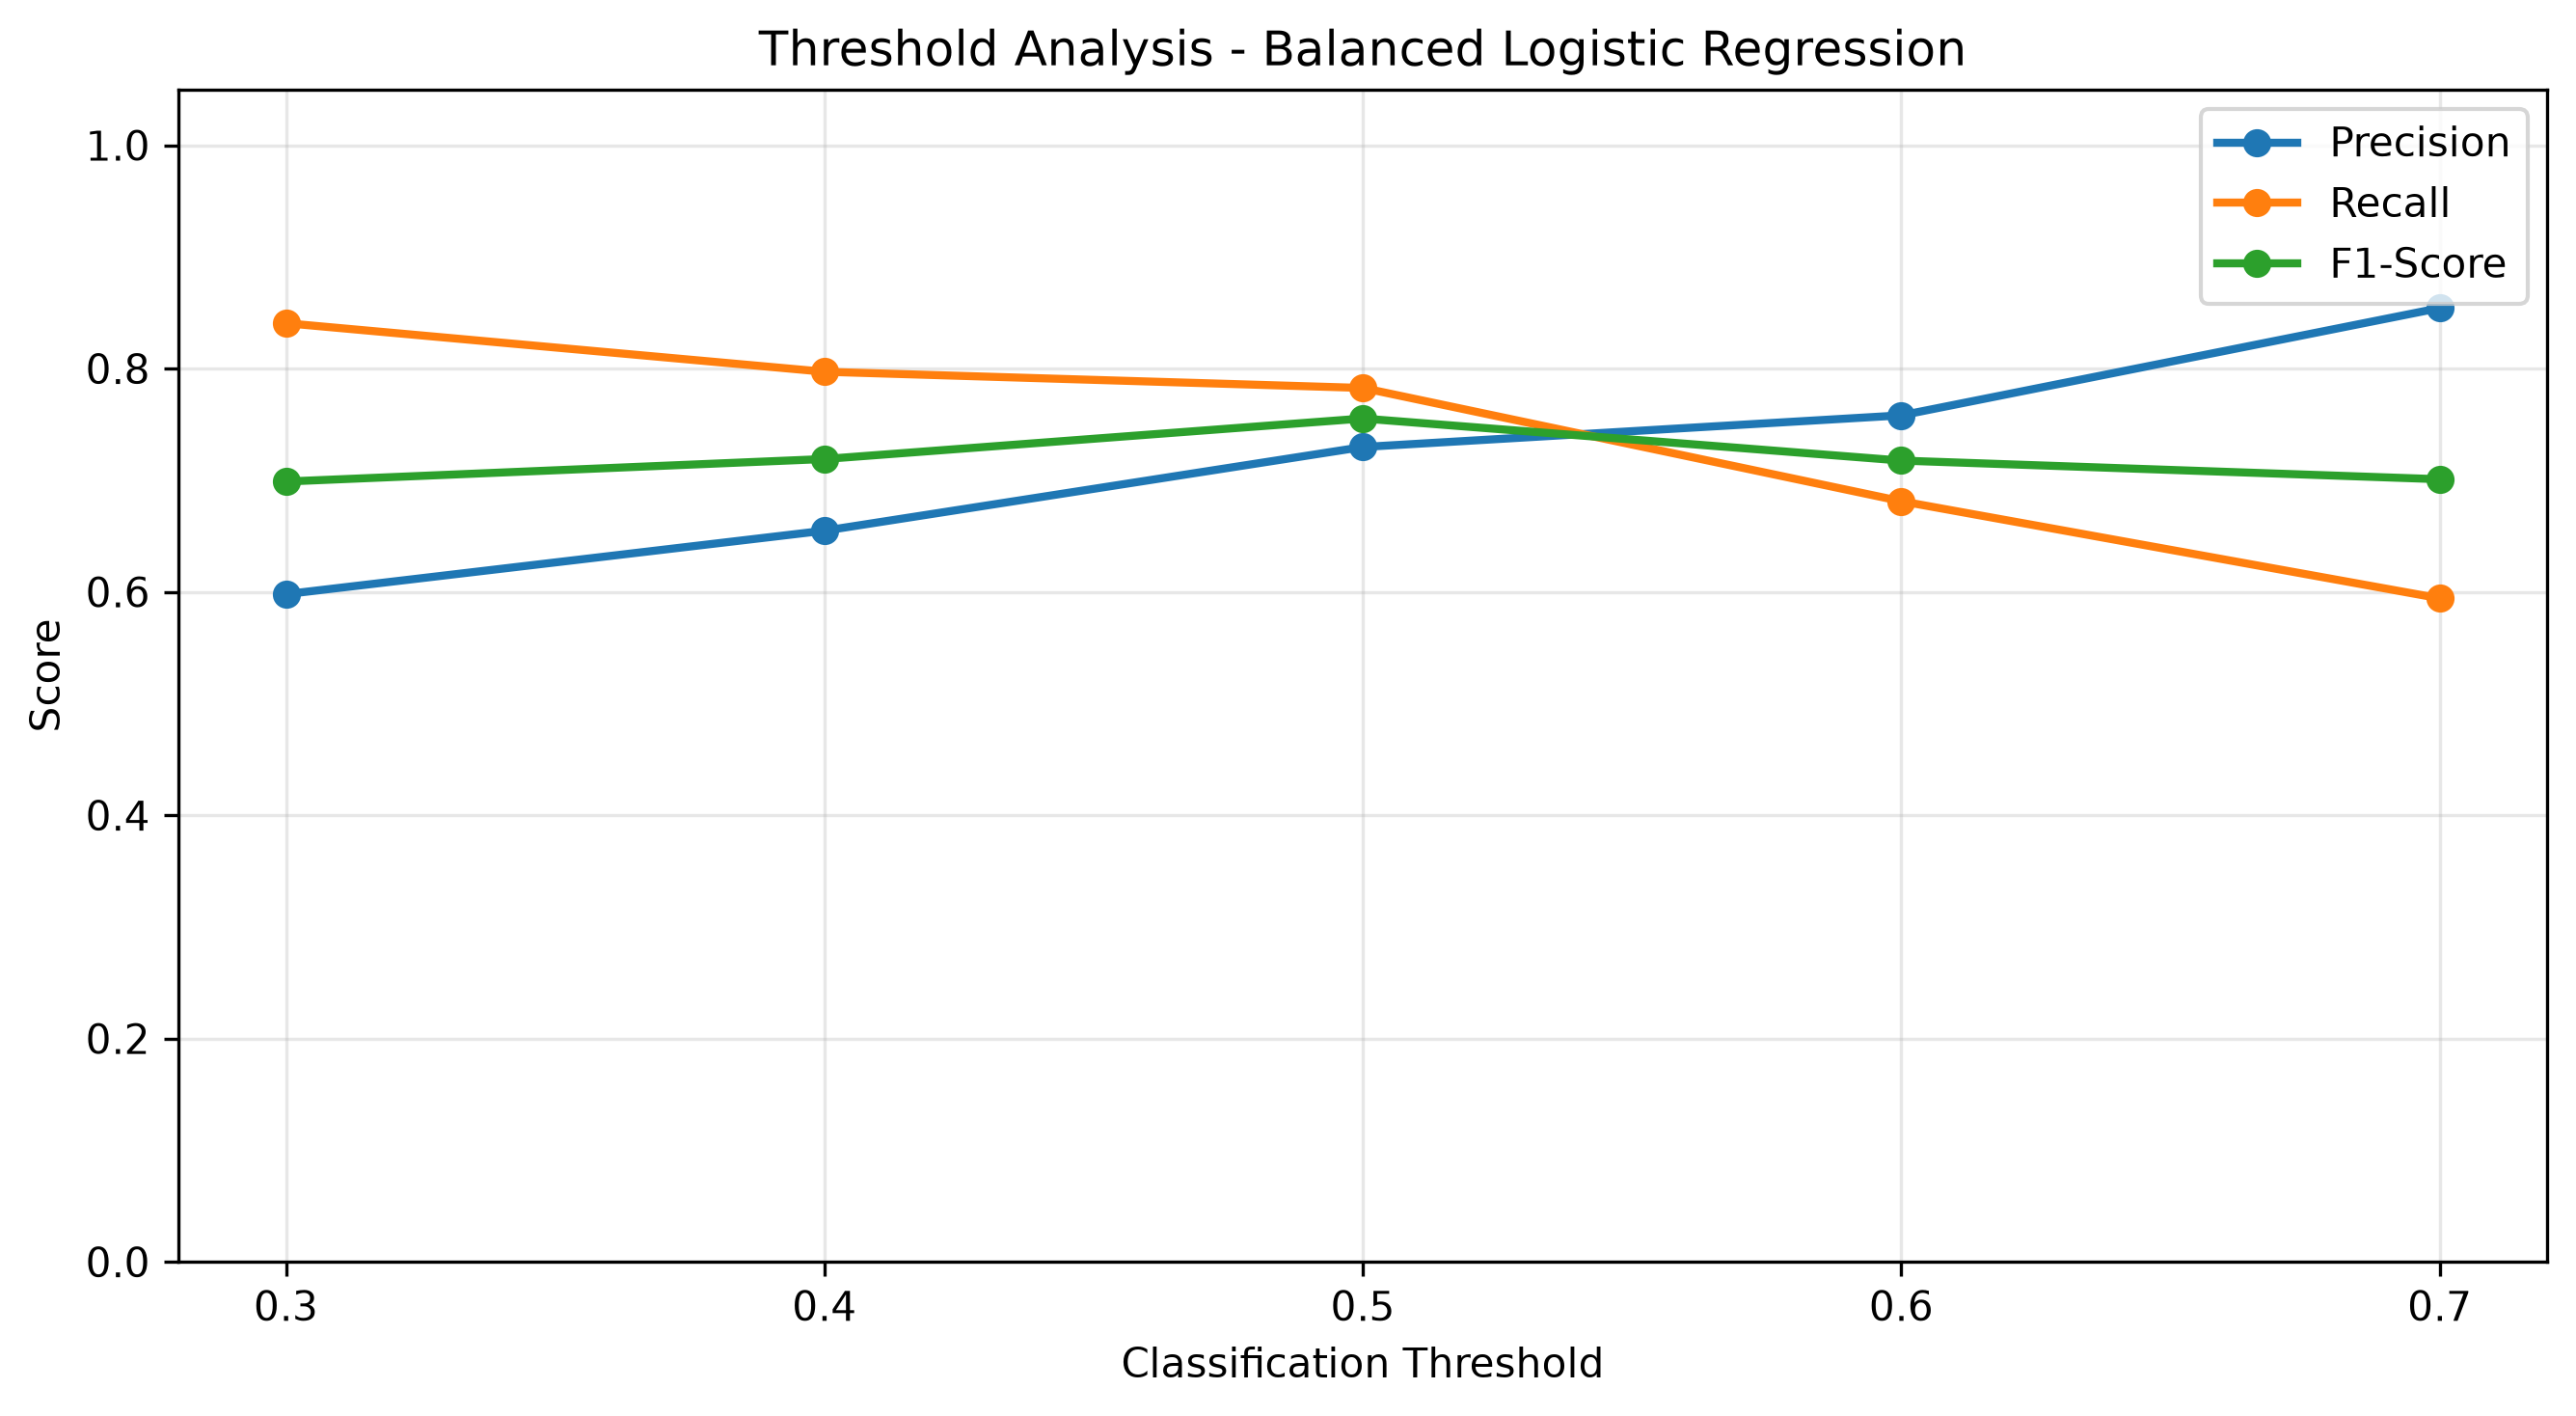 Threshold Analysis - Balanced Logistic Regression
Precision
Recall
F1-Score
1.0
0.8
0.6
0.4
0.2
0.0
Score
0.3 0.4 0.5 0.6 0.7
Classification Threshold